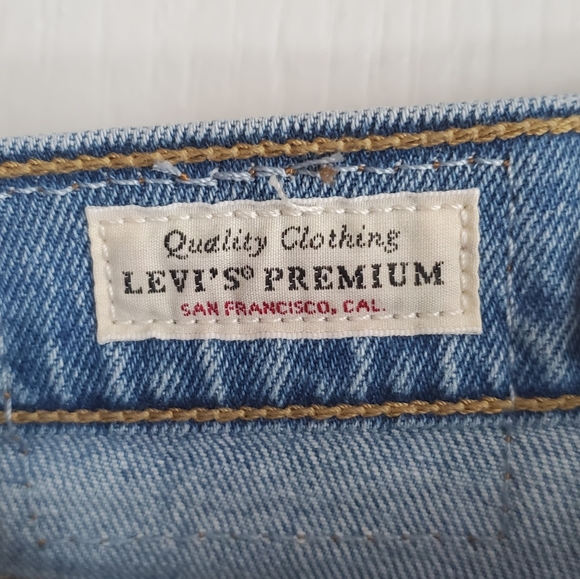 Quality Clothing
LEVI'S® PREMIUM
SAN FRANCISCO, CAL.